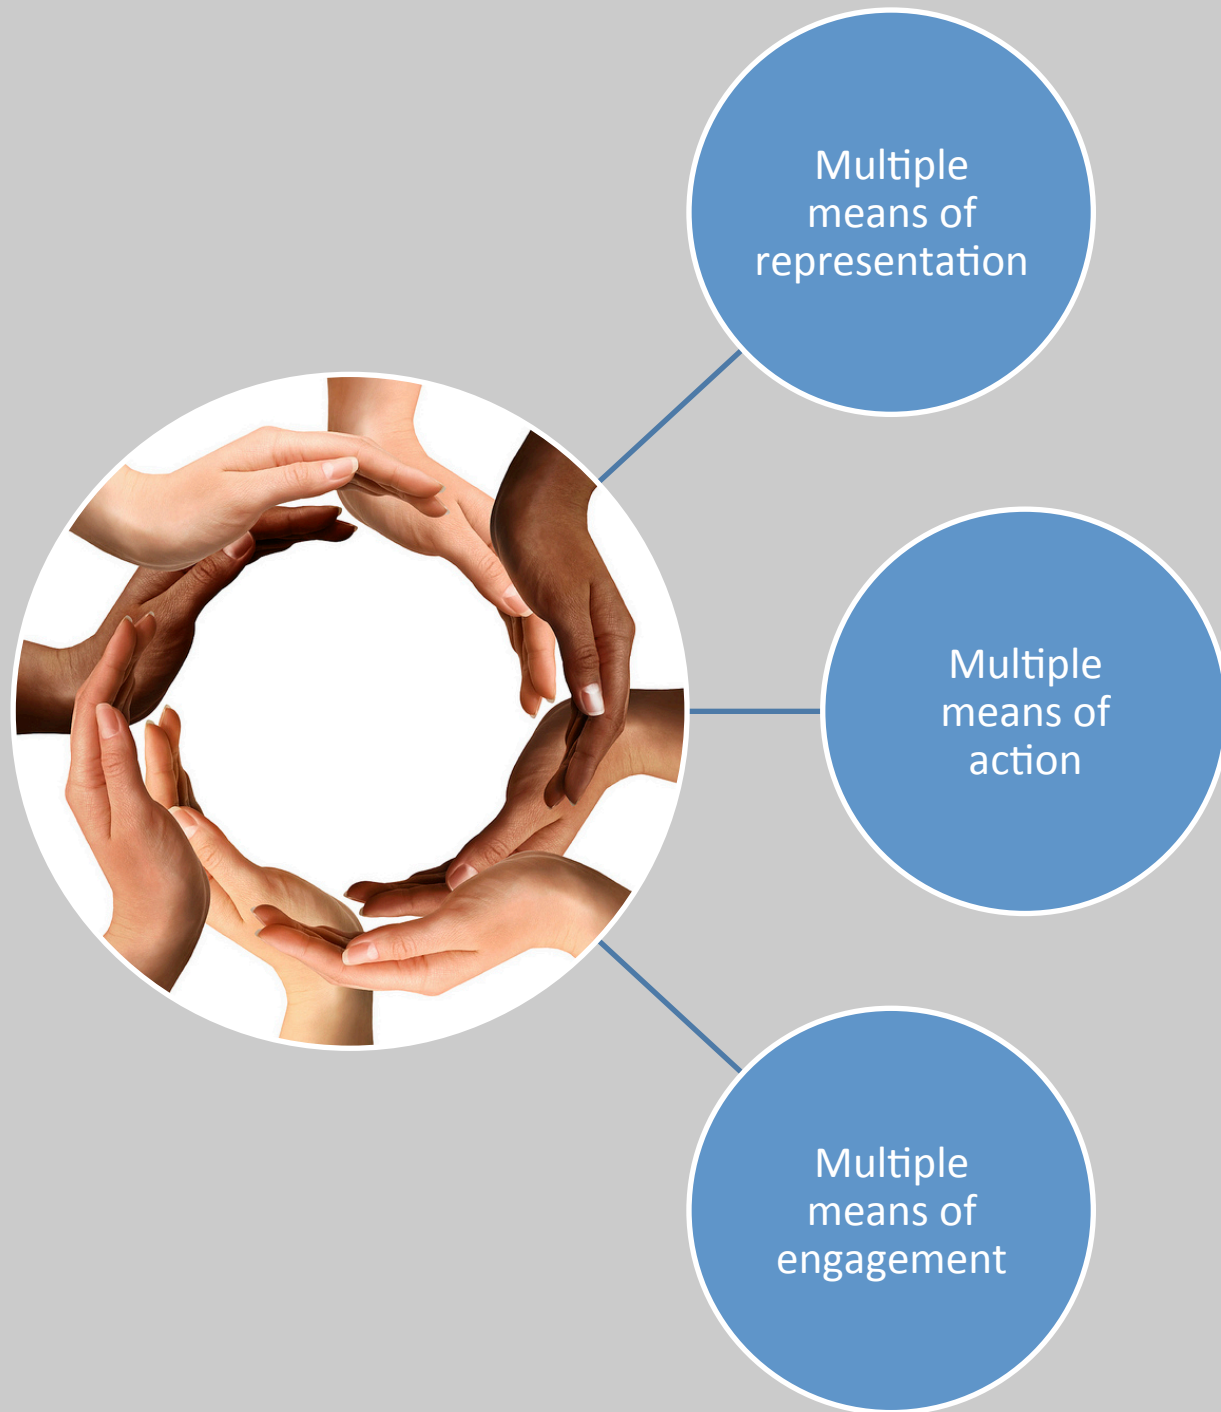 Multiple
means of
representation
Multiple
means of
action
Multiple
means of
engagement